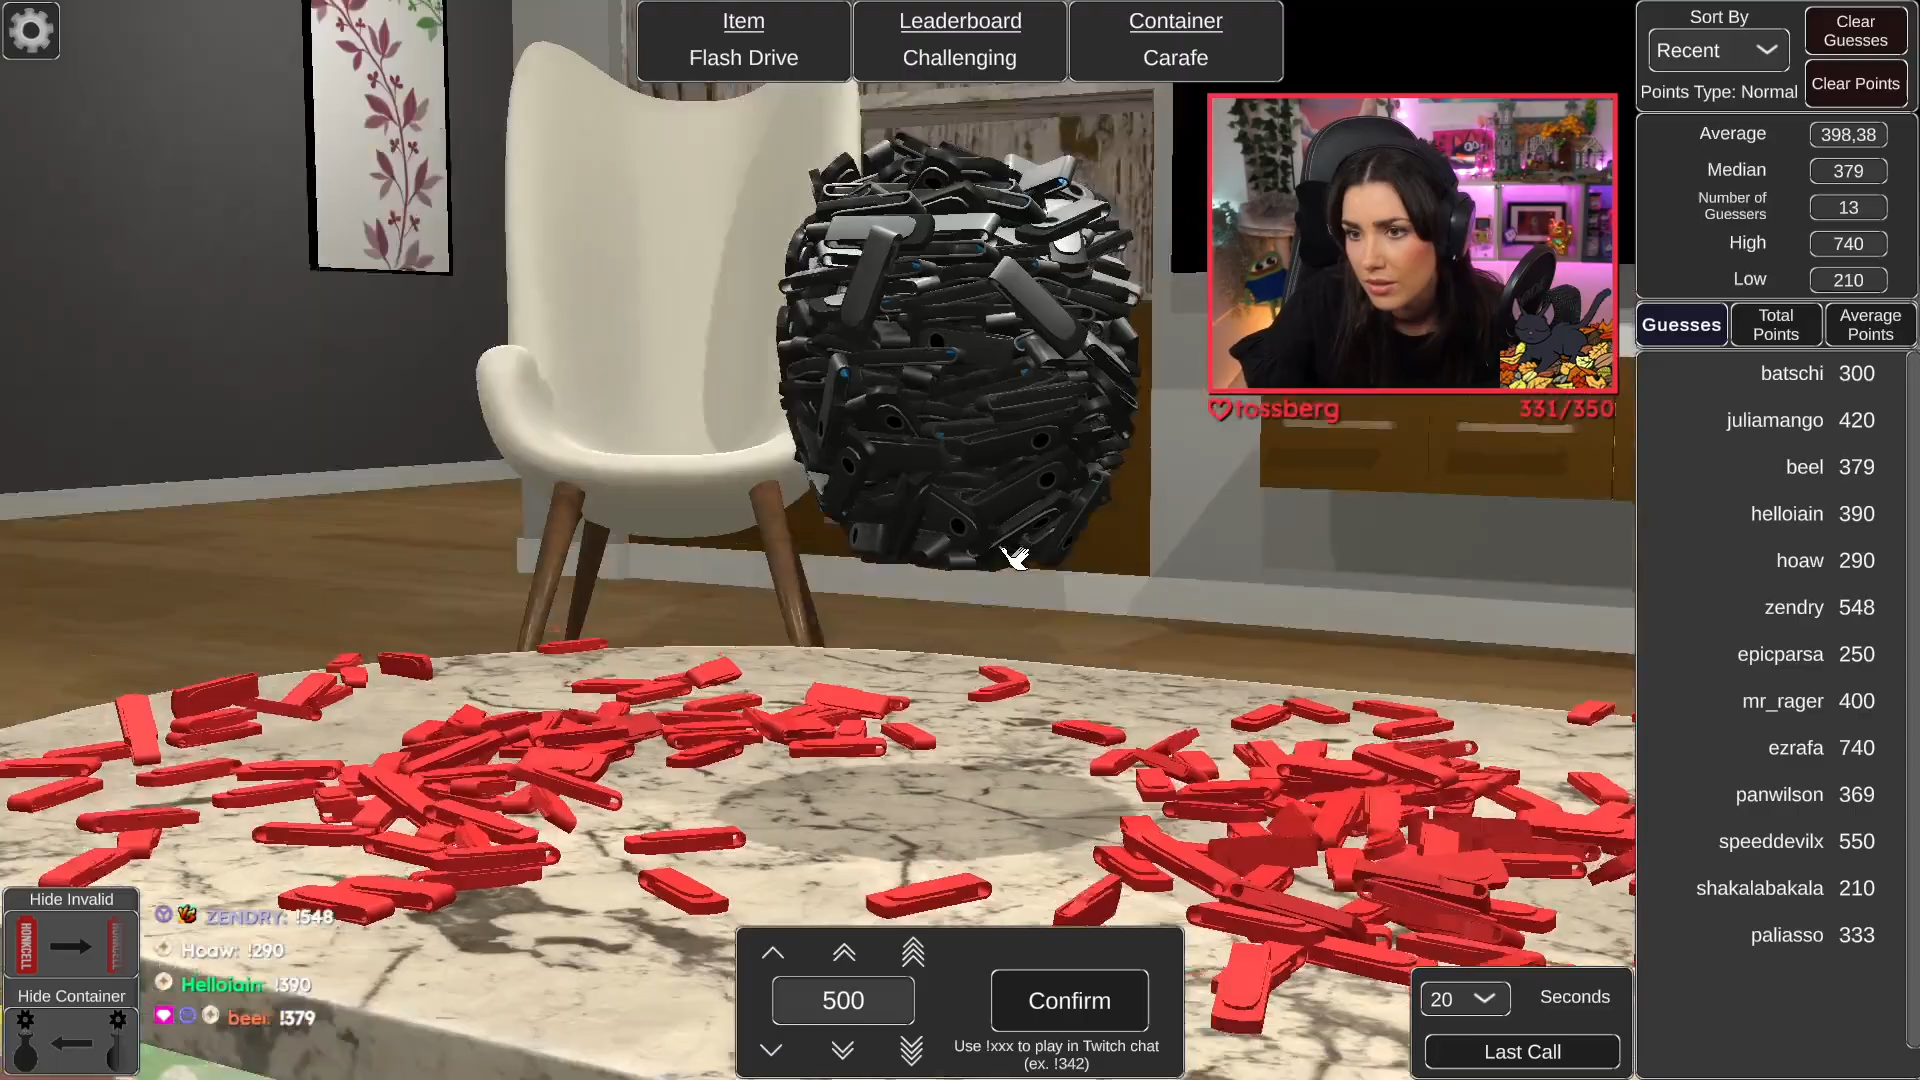 Item
Flash Drive
Leaderboard
Challenging
Container
Carafe
Sort By
Recent
Clear
Guesses
Clear Points
Points Type: Normal
Average 398,38
Median 379
Number of
Guessers 13
High 740
Low 210
Guesses
Total
Points
Average
Points
batschi 300
juliamango 420
beel 379
helloiain 390
hoaw 290
zendry 548
epicparsa 250
mr_rager 400
ezrafa 740
panwilson 369
speeddevilx 550
shakalabakala 210
paliasso 333
tossberg 331/350
Hide Invalid
HONKCELL
HONKCELL
Hide Container
ZENDRY: !548
Hoaw: !290
Helloiain: !390
beel: !379
500
Confirm
Use !xxx to play in Twitch chat
(ex. !342)
20
Seconds
Last Call